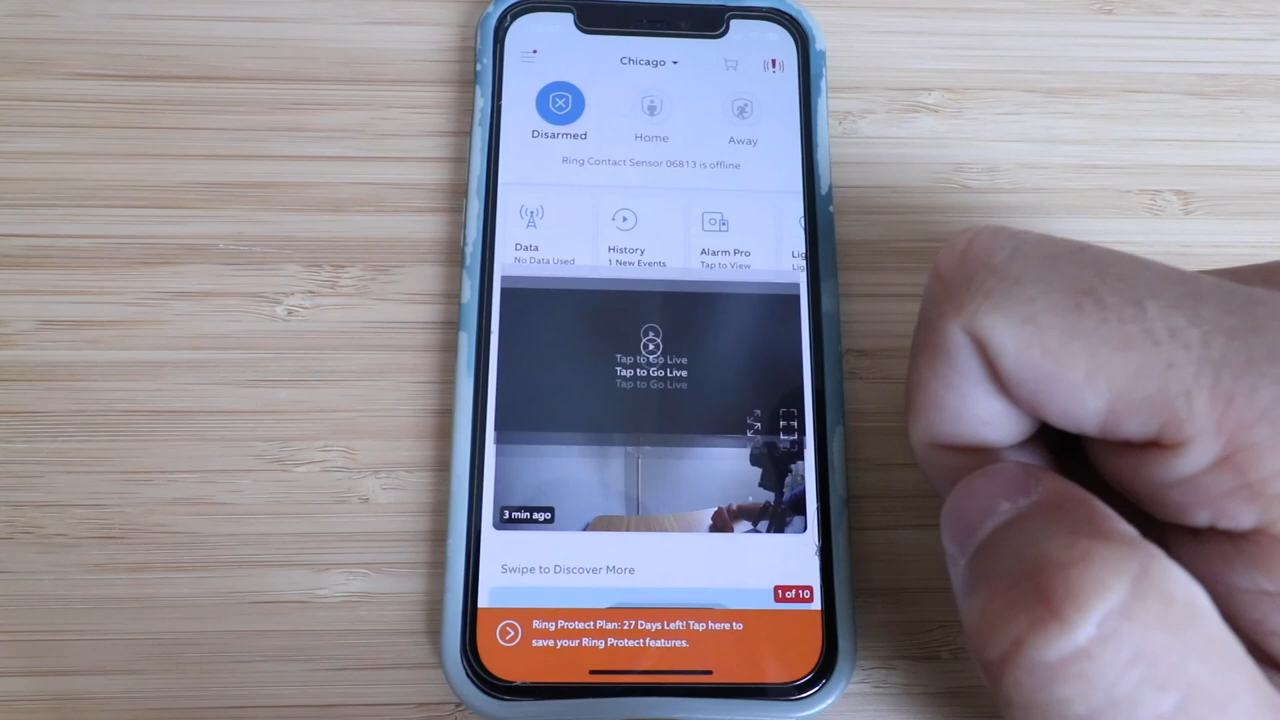 Chicago
Disarmed
Home
Away
Ring Contact Sensor 06813 is offline
Data
No Data Used
History
1 New Events
Alarm Pro
Tap to View
Lig
Lig
Tap to Go Live
Tap to Go Live
Tap to Go Live
3 min ago
Swipe to Discover More
1 of 10
Ring Protect Plan: 27 Days Left! Tap here to
save your Ring Protect features.